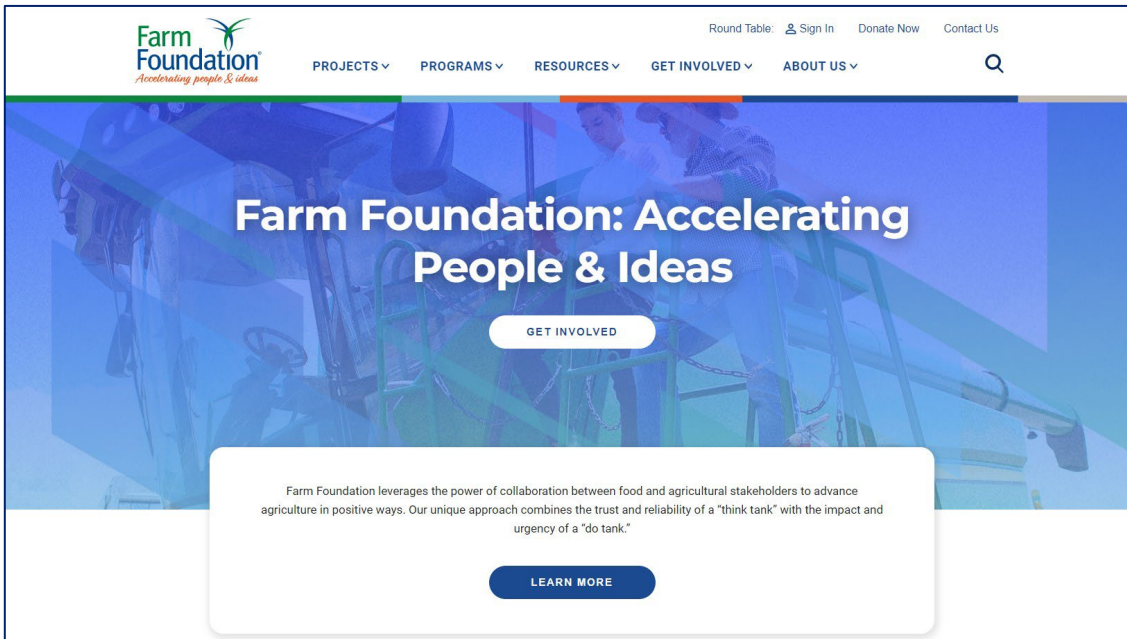 Farm
Foundation®
Accelerating people & ideas
Round Table: Sign In Donate Now Contact Us
PROJECTS PROGRAMS RESOURCES GET INVOLVED ABOUT US
Farm Foundation: Accelerating
People & Ideas
GET INVOLVED
Farm Foundation leverages the power of collaboration between food and agricultural stakeholders to advance
agriculture in positive ways. Our unique approach combines the trust and reliability of a "think tank" with the impact and
urgency of a "do tank."
LEARN MORE